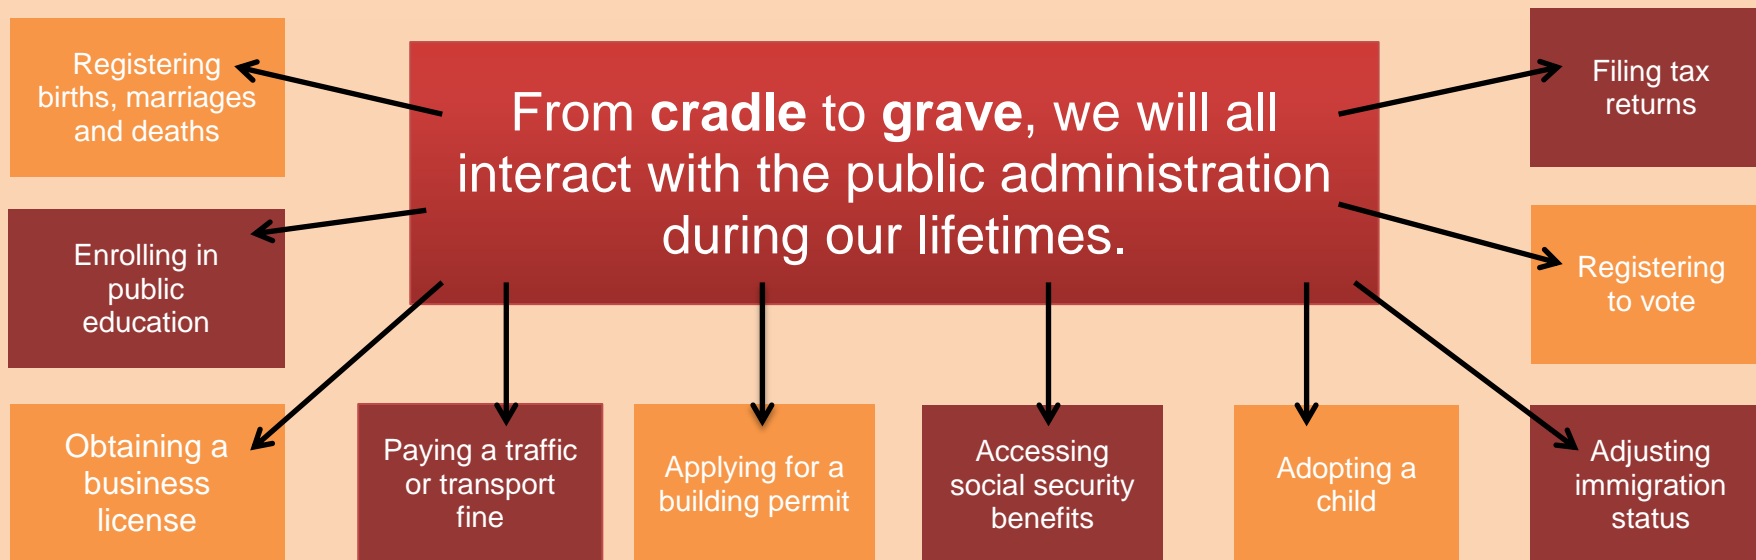 Registering
births, marriages
and deaths
From cradle to grave, we will all
interact with the public administration
during our lifetimes.
Filing tax
returns
Enrolling in
public
education
Registering
to vote
Obtaining a
business
license
Paying a traffic
or transport
fine
Applying for a
building permit
Accessing
social security
benefits
Adopting a
child
Adjusting
immigration
status